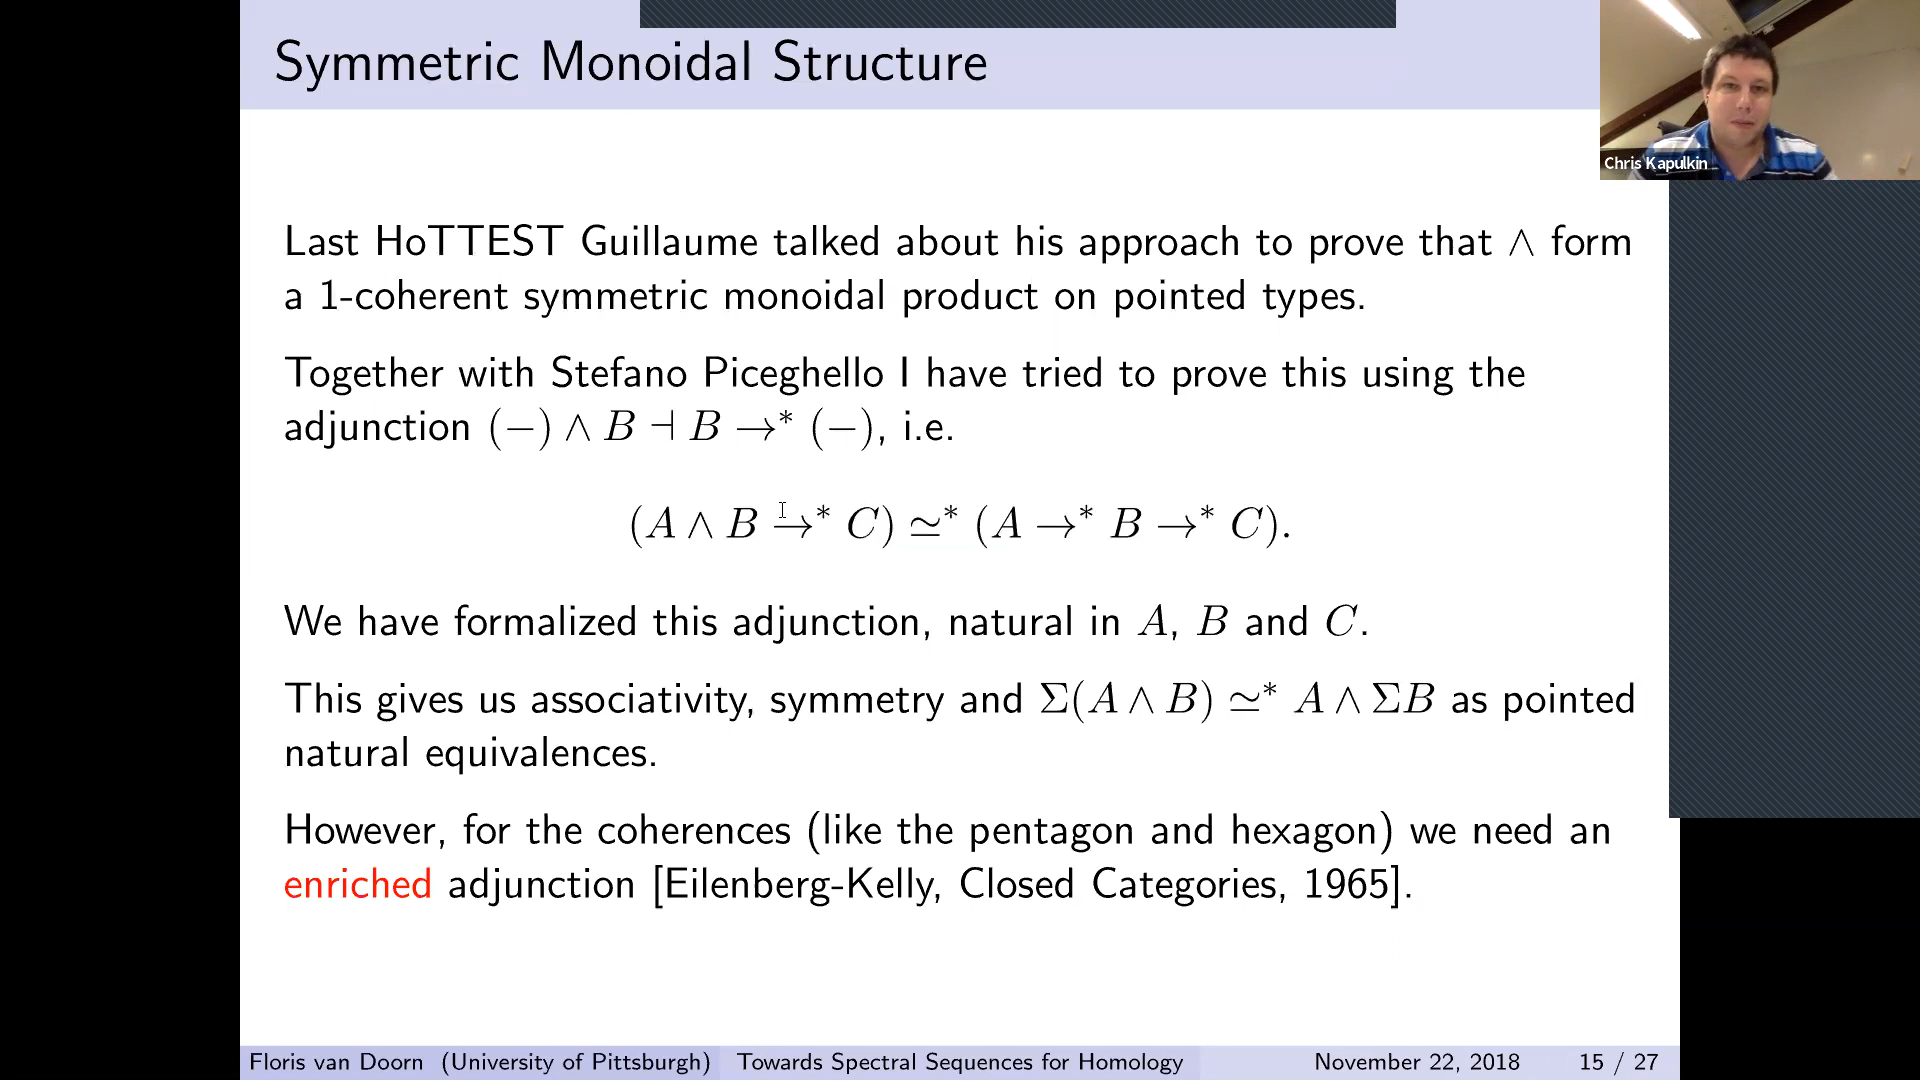 Symmetric Monoidal Structure
Chris Kapulkin
Last HoTTEST Guillaume talked about his approach to prove that ∧ form
a 1-coherent symmetric monoidal product on pointed types.
Together with Stefano Piceghello I have tried to prove this using the
adjunction (−) ∧ B ⊣ B →* (−), i.e.
(A ∧ B →* C) ≃* (A →* B →* C).
We have formalized this adjunction, natural in A, B and C.
This gives us associativity, symmetry and Σ(A ∧ B) ≃* A ∧ ΣB as pointed
natural equivalences.
However, for the coherences (like the pentagon and hexagon) we need an
enriched adjunction [Eilenberg-Kelly, Closed Categories, 1965].
Floris van Doorn (University of Pittsburgh) Towards Spectral Sequences for Homology November 22, 2018 15 / 27